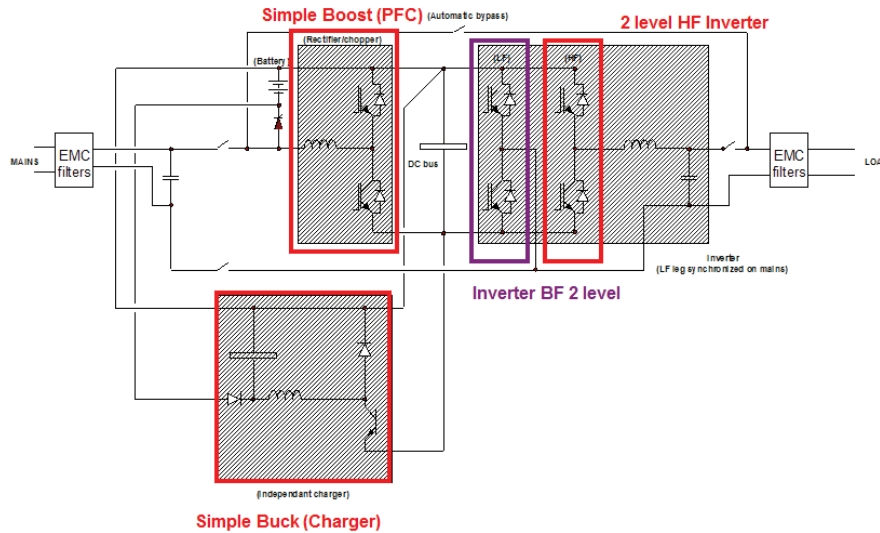 Simple Boost (PFC)
(Automatic bypass)
2 level HF Inverter
(Rectifier/chopper)
(Battery)
(LF)
(HF)
MAINS
EMC
filters
DC bus
EMC
filters
LOA
Inverter
(LF leg synchronized on mains)
Inverter BF 2 level
(Independant charger)
Simple Buck (Charger)